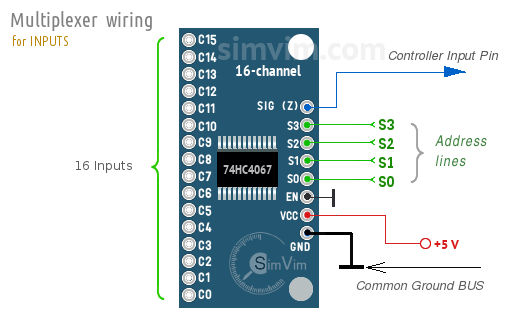 Multiplexer wiring
for INPUTS
simvim.com
16-channel
Controller Input Pin
C15
C14
C13
C12
C11
C10
C9
C8
C7
C6
C5
C4
C3
C2
C1
C0
16 Inputs
SIG (Z)
S3
S2
S1
S0
EN
VCC
GND
74HC4067
S3
S2
S1
S0
Address
lines
+5 V
SimVim
Common Ground BUS